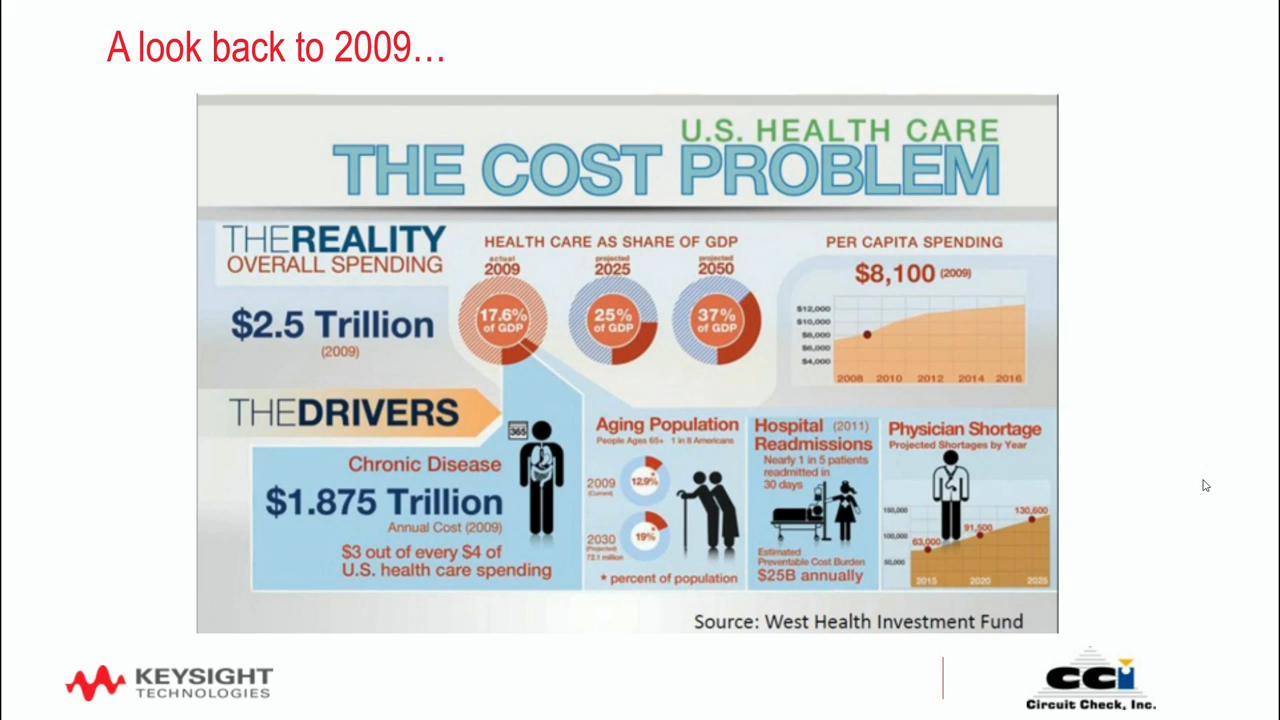 A look back to 2009…
U.S. HEALTH CARE
THE COST PROBLEM
THE REALITY
OVERALL SPENDING
$2.5 Trillion
(2009)
HEALTH CARE AS SHARE OF GDP
actual
2009
17.6%
of GDP
projected
2025
25%
of GDP
projected
2050
37%
of GDP
PER CAPITA SPENDING
$8,100 (2009)
$12,000
$10,000
$8,000
$6,000
$4,000
2008 2010 2012 2014 2016
THE DRIVERS
365
Chronic Disease
$1.875 Trillion
Annual Cost (2009)
$3 out of every $4 of
U.S. health care spending
Aging Population
People Ages 65+ 1 in 8 Americans
2009
(Current)
12.9%*
2030
(Projected)
72.1 million
19%*
* percent of population
Hospital (2011)
Readmissions
Nearly 1 in 5 patients
readmitted in
30 days
Estimated
Preventable Cost Burden
$25B annually
Physician Shortage
Projected Shortages by Year
150,000
100,000
50,000
63,000
91,500
130,600
2015 2020 2025
Source: West Health Investment Fund
KEYSIGHT
TECHNOLOGIES
CCI
Circuit Check, Inc.